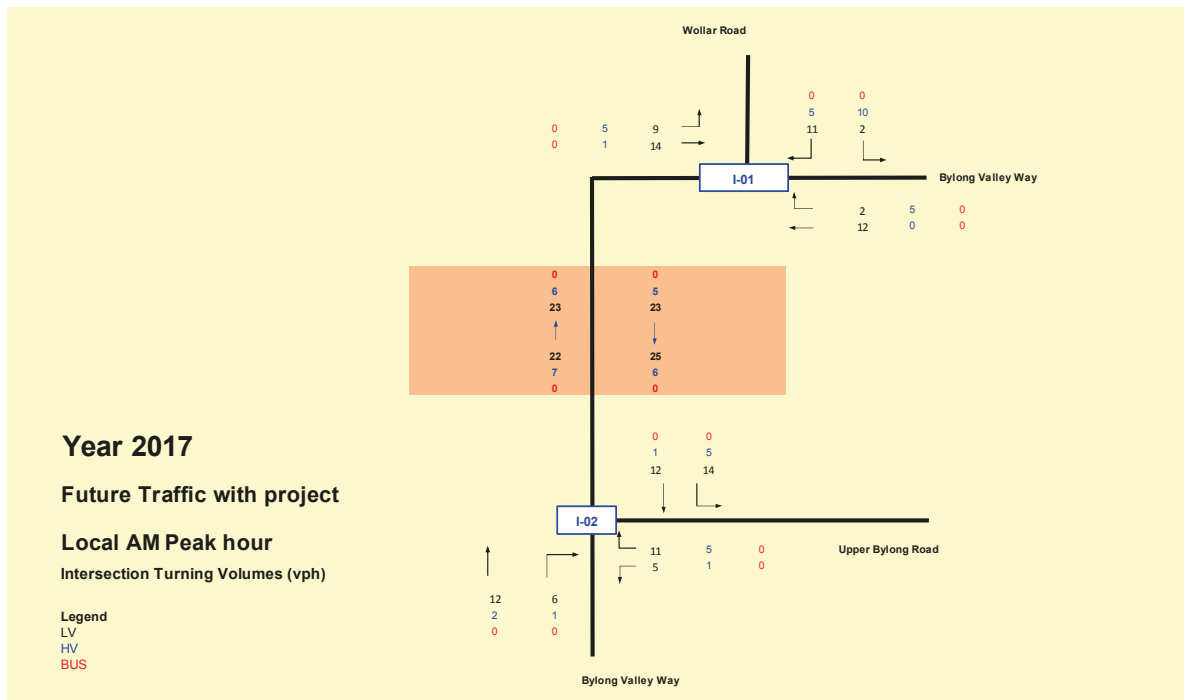 Wollar Road
0 0
5 10
11 2
0 5 9
0 1 14
I-01
Bylong Valley Way
2 5 0
12 0 0
0 0
6 5
23 23
22 25
7 6
0 0
Year 2017
Future Traffic with project
Local AM Peak hour
Intersection Turning Volumes (vph)
Legend
LV
HV
BUS
0 0
1 5
12 14
I-02
11 5 0
5 1 0
Upper Bylong Road
12 6
2 1
0 0
Bylong Valley Way